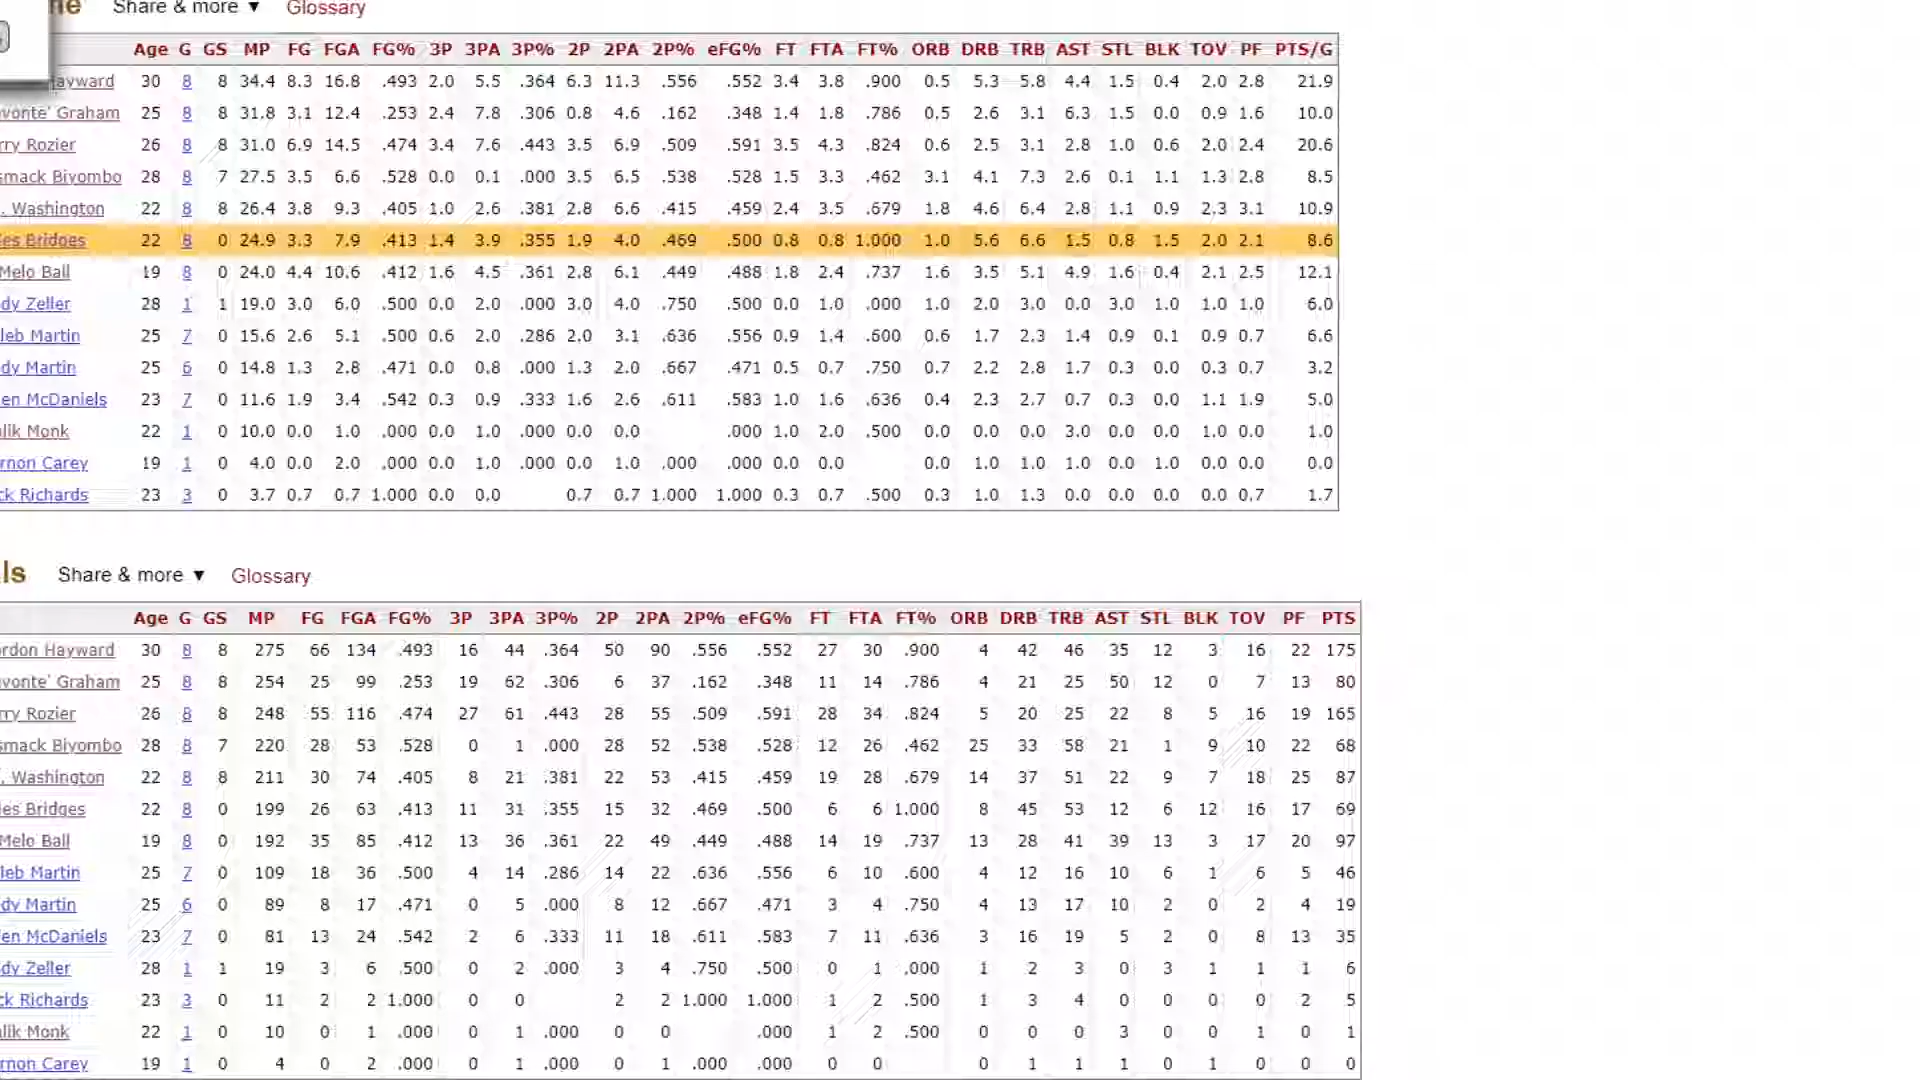 ne Share & more ▼ Glossary
Age G GS MP FG FGA FG% 3P 3PA 3P% 2P 2PA 2P% eFG% FT FTA FT% ORB DRB TRB AST STL BLK TOV PF PTS/G
ayward 30 8 8 34.4 8.3 16.8 .493 2.0 5.5 .364 6.3 11.3 .556 .552 3.4 3.8 .900 0.5 5.3 5.8 4.4 1.5 0.4 2.0 2.8 21.9
vonte' Graham 25 8 8 31.8 3.1 12.4 .253 2.4 7.8 .306 0.8 4.6 .162 .348 1.4 1.8 .786 0.5 2.6 3.1 6.3 1.5 0.0 0.9 1.6 10.0
rry Rozier 26 8 8 31.0 6.9 14.5 .474 3.4 7.6 .443 3.5 6.9 .509 .591 3.5 4.3 .824 0.6 2.5 3.1 2.8 1.0 0.6 2.0 2.4 20.6
smack Biyombo 28 8 7 27.5 3.5 6.6 .528 0.0 0.1 .000 3.5 6.5 .538 .528 1.5 3.3 .462 3.1 4.1 7.3 2.6 0.1 1.1 1.3 2.8 8.5
. Washington 22 8 8 26.4 3.8 9.3 .405 1.0 2.6 .381 2.8 6.6 .415 .459 2.4 3.5 .679 1.8 4.6 6.4 2.8 1.1 0.9 2.3 3.1 10.9
es Bridges 22 8 0 24.9 3.3 7.9 .413 1.4 3.9 .355 1.9 4.0 .469 .500 0.8 0.8 1.000 1.0 5.6 6.6 1.5 0.8 1.5 2.0 2.1 8.6
Melo Ball 19 8 0 24.0 4.4 10.6 .412 1.6 4.5 .361 2.8 6.1 .449 .488 1.8 2.4 .737 1.6 3.5 5.1 4.9 1.6 0.4 2.1 2.5 12.1
dy Zeller 28 1 1 19.0 3.0 6.0 .500 0.0 2.0 .000 3.0 4.0 .750 .500 0.0 1.0 .000 1.0 2.0 3.0 0.0 3.0 1.0 1.0 1.0 6.0
leb Martin 25 7 0 15.6 2.6 5.1 .500 0.6 2.0 .286 2.0 3.1 .636 .556 0.9 1.4 .600 0.6 1.7 2.3 1.4 0.9 0.1 0.9 0.7 6.6
dy Martin 25 6 0 14.8 1.3 2.8 .471 0.0 0.8 .000 1.3 2.0 .667 .471 0.5 0.7 .750 0.7 2.2 2.8 1.7 0.3 0.0 0.3 0.7 3.2
en McDaniels 23 7 0 11.6 1.9 3.4 .542 0.3 0.9 .333 1.6 2.6 .611 .583 1.0 1.6 .636 0.4 2.3 2.7 0.7 0.3 0.0 1.1 1.9 5.0
lik Monk 22 1 0 10.0 0.0 1.0 .000 0.0 1.0 .000 0.0 0.0 .000 1.0 2.0 .500 0.0 0.0 0.0 3.0 0.0 0.0 1.0 0.0 1.0
rnon Carey 19 1 0 4.0 0.0 2.0 .000 0.0 1.0 .000 0.0 1.0 .000 .000 0.0 0.0 0.0 1.0 1.0 1.0 0.0 1.0 0.0 0.0 0.0
ck Richards 23 3 0 3.7 0.7 0.7 1.000 0.0 0.0 0.7 0.7 1.000 1.000 0.3 0.7 .500 0.3 1.0 1.3 0.0 0.0 0.0 0.0 0.7 1.7
ls Share & more ▼ Glossary
Age G GS MP FG FGA FG% 3P 3PA 3P% 2P 2PA 2P% eFG% FT FTA FT% ORB DRB TRB AST STL BLK TOV PF PTS
rdon Hayward 30 8 8 275 66 134 .493 16 44 .364 50 90 .556 .552 27 30 .900 4 42 46 35 12 3 16 22 175
vonte' Graham 25 8 8 254 25 99 .253 19 62 .306 6 37 .162 .348 11 14 .786 4 21 25 50 12 0 7 13 80
rry Rozier 26 8 8 248 55 116 .474 27 61 .443 28 55 .509 .591 28 34 .824 5 20 25 22 8 5 16 19 165
smack Biyombo 28 8 7 220 28 53 .528 0 1 .000 28 52 .538 .528 12 26 .462 25 33 58 21 1 9 10 22 68
. Washington 22 8 8 211 30 74 .405 8 21 .381 22 53 .415 .459 19 28 .679 14 37 51 22 9 7 18 25 87
es Bridges 22 8 0 199 26 63 .413 11 31 .355 15 32 .469 .500 6 6 1.000 8 45 53 12 6 12 16 17 69
Melo Ball 19 8 0 192 35 85 .412 13 36 .361 22 49 .449 .488 14 19 .737 13 28 41 39 13 3 17 20 97
leb Martin 25 7 0 109 18 36 .500 4 14 .286 14 22 .636 .556 6 10 .600 4 12 16 10 6 1 6 5 46
dy Martin 25 6 0 89 8 17 .471 0 5 .000 8 12 .667 .471 3 4 .750 4 13 17 10 2 0 2 4 19
en McDaniels 23 7 0 81 13 24 .542 2 6 .333 11 18 .611 .583 7 11 .636 3 16 19 5 2 0 8 13 35
dy Zeller 28 1 1 19 3 6 .500 0 2 .000 3 4 .750 .500 0 1 .000 1 2 3 0 3 1 1 1 6
ck Richards 23 3 0 11 2 2 1.000 0 0 2 2 1.000 1.000 1 2 .500 1 3 4 0 0 0 0 2 5
lik Monk 22 1 0 10 0 1 .000 0 1 .000 0 0 .000 1 2 .500 0 0 0 3 0 0 1 0 1
rnon Carey 19 1 0 4 0 2 .000 0 1 .000 0 1 .000 .000 0 0 0 1 1 1 0 1 0 0 0